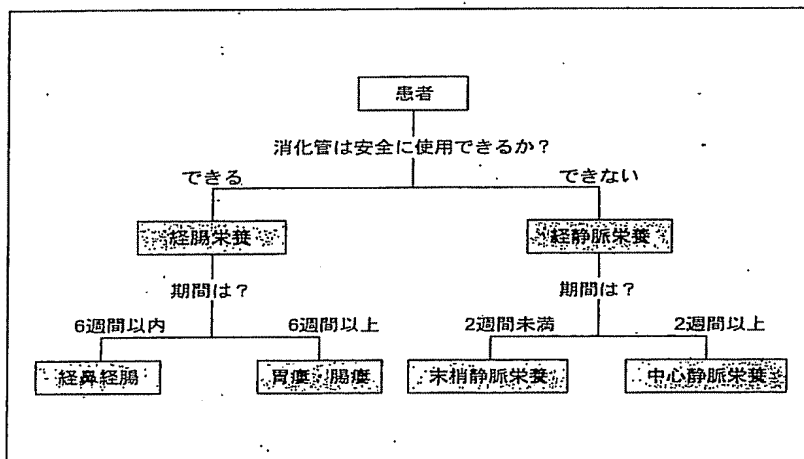 患者
消化管は安全に使用できるか？
できる
できない
経腸栄養
経静脈栄養
期間は？
期間は？
6週間以内
6週間以上
2週間未満
2週間以上
経鼻経腸
胃瘻・腸瘻
末梢静脈栄養
中心静脈栄養